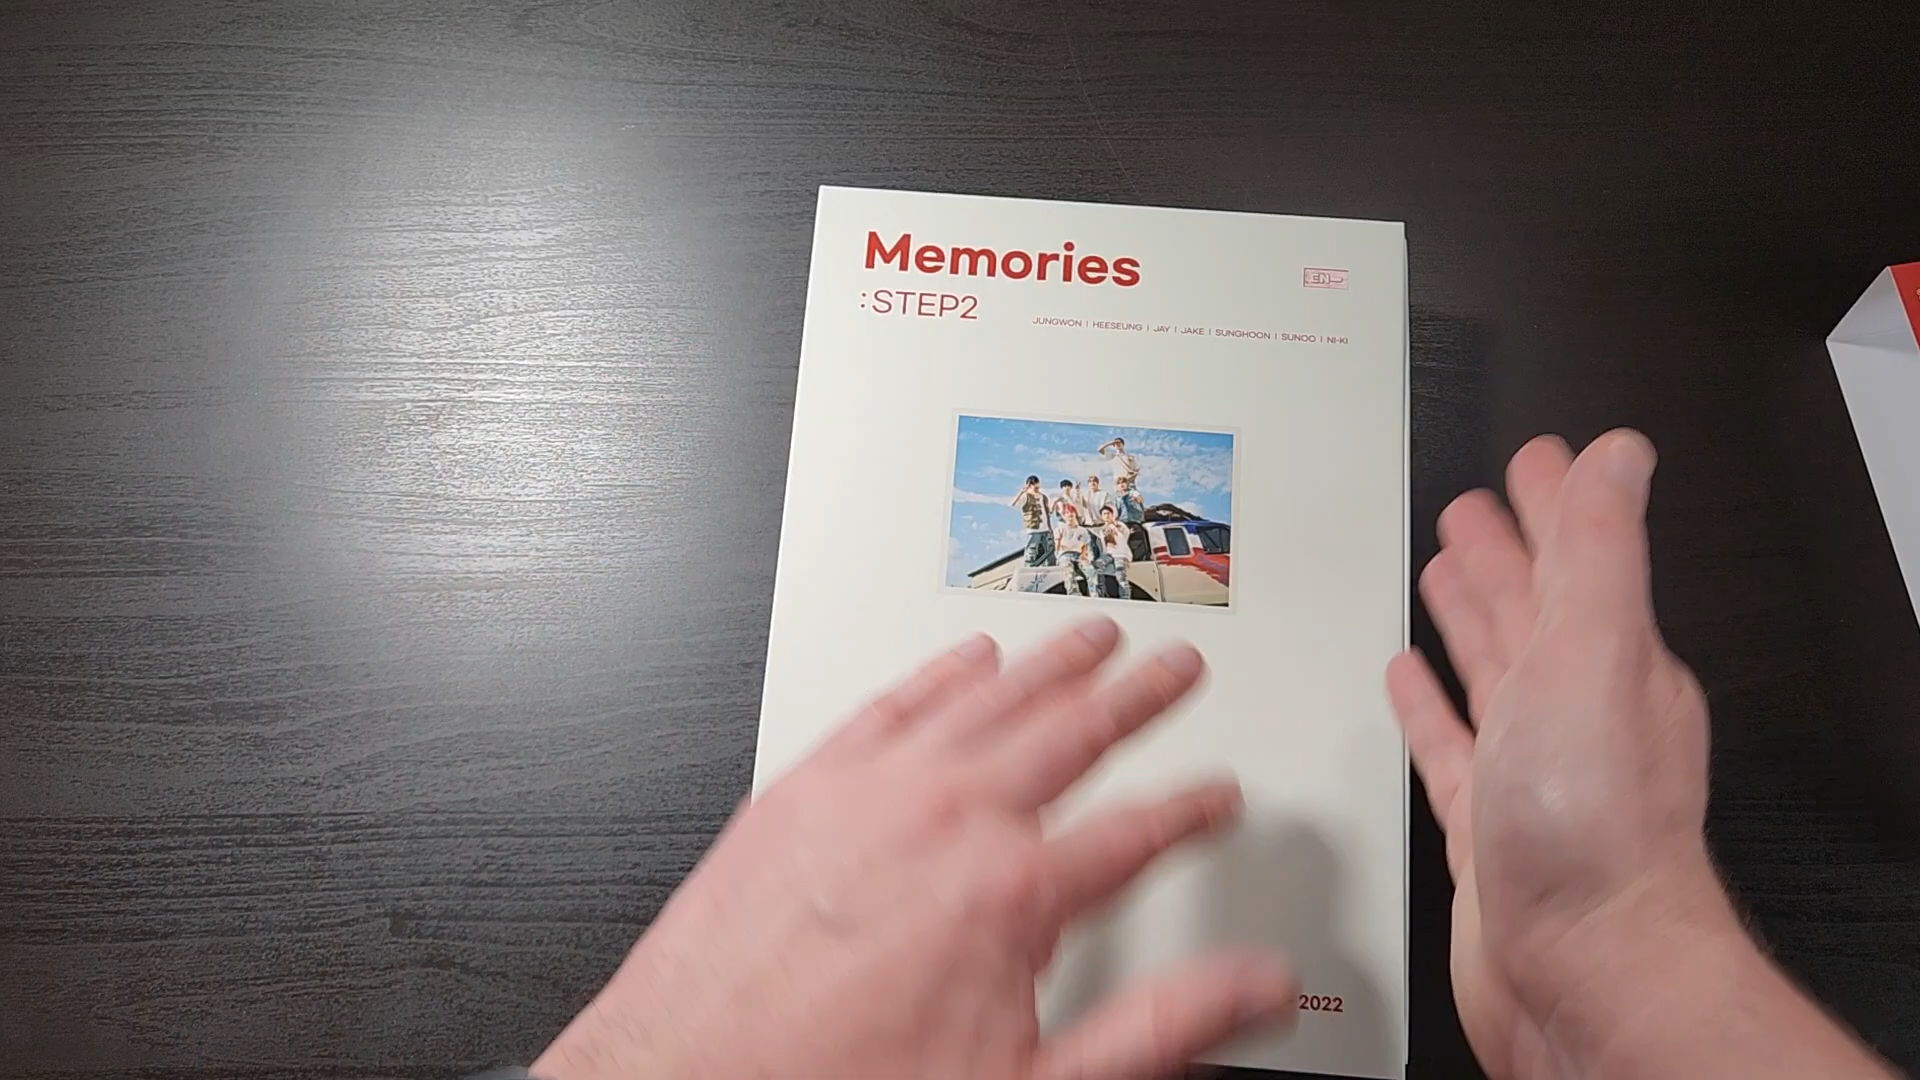 Memories
:STEP2
EN-
JUNGWON | HEESEUNG | JAY | JAKE | SUNGHOON | SUNOO | NI-KI
2022